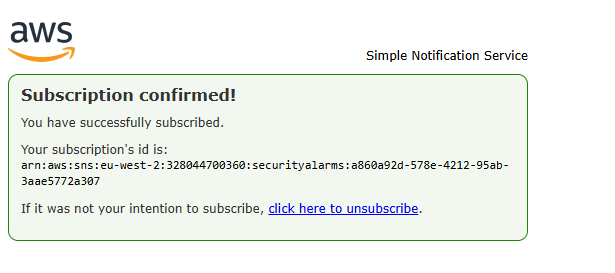 aws
Simple Notification Service
Subscription confirmed!
You have successfully subscribed.
Your subscription's id is:
arn:aws:sns:eu-west-2:328044700360:securityalarms:a860a92d-578e-4212-95ab-
3aae5772a307
If it was not your intention to subscribe, click here to unsubscribe.